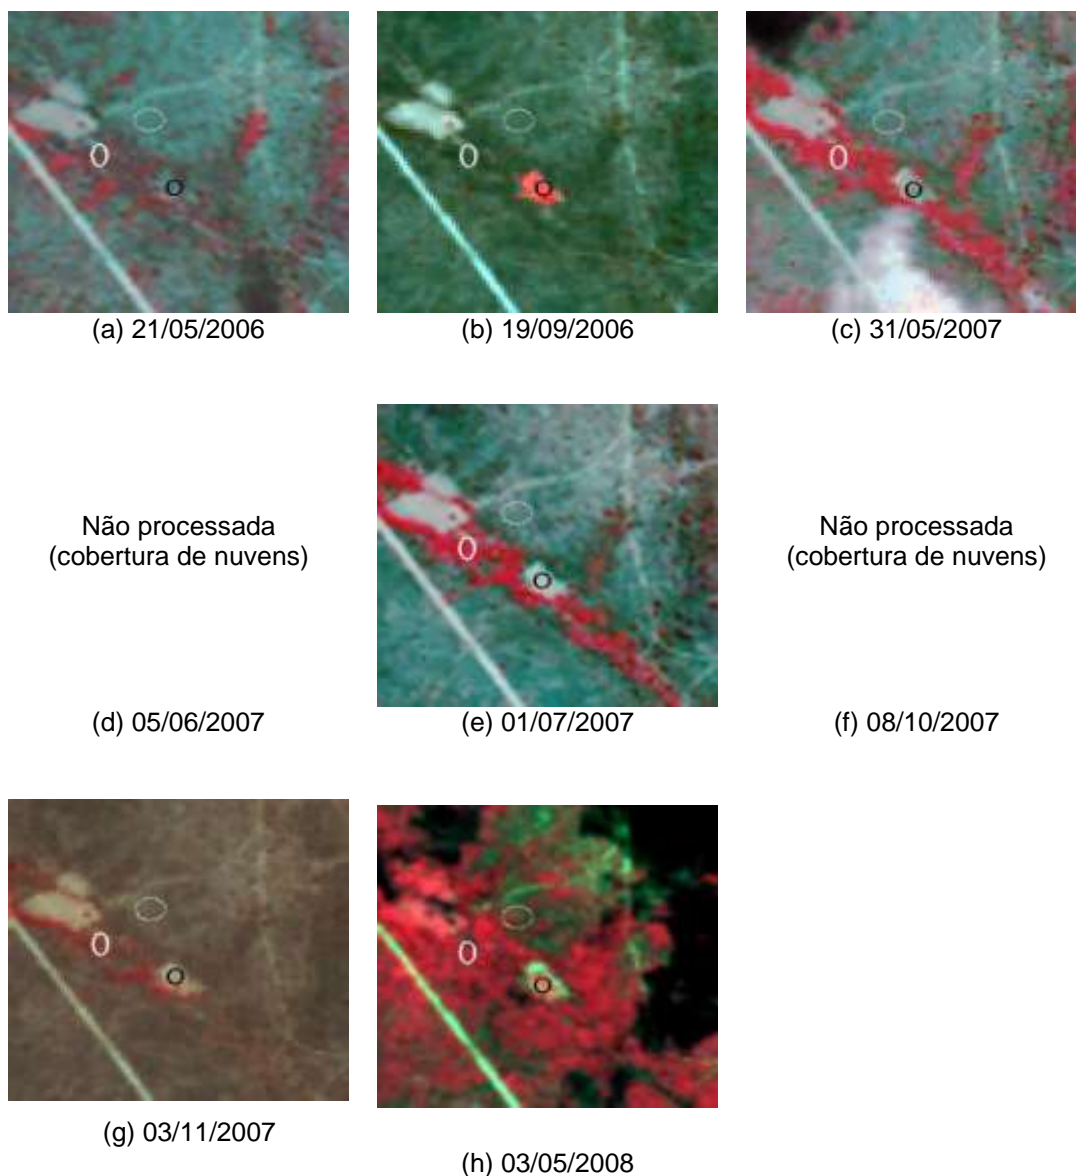 (a) 21/05/2006
(b) 19/09/2006
(c) 31/05/2007
Não processada
(cobertura de nuvens)
Não processada
(cobertura de nuvens)
(d) 05/06/2007
(e) 01/07/2007
(f) 08/10/2007
(g) 03/11/2007
(h) 03/05/2008